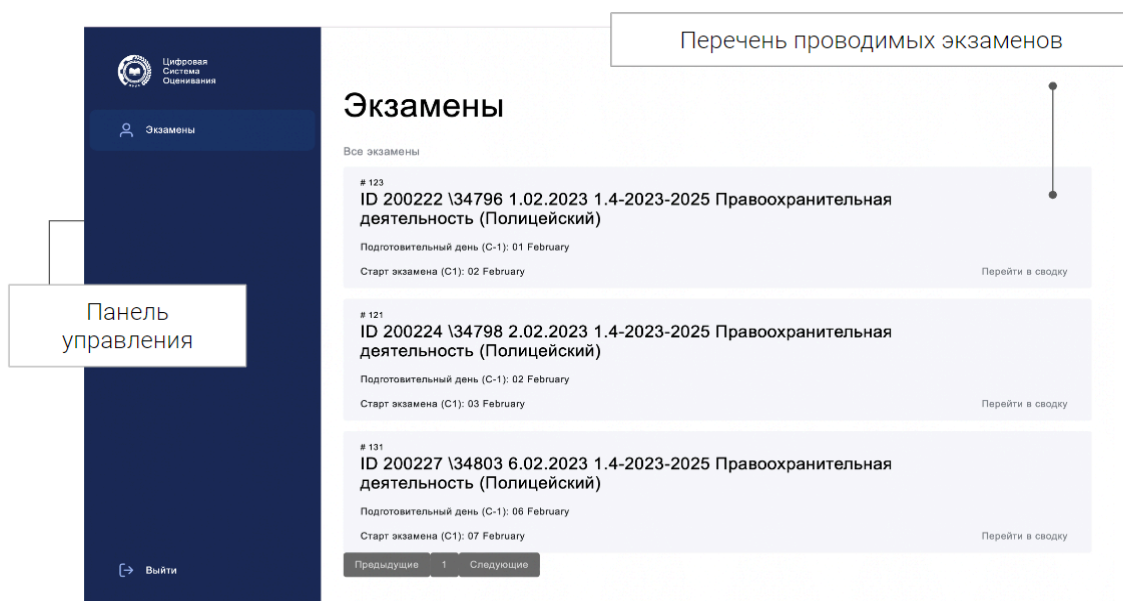 Перечень проводимых экзаменов
Цифровая
Система
Оценивания
Экзамены
Экзамены
Все экзамены
# 123
ID 200222 \34796 1.02.2023 1.4-2023-2025 Правоохранительная
деятельность (Полицейский)
Подготовительный день (С-1): 01 February
Старт экзамена (С1): 02 February
Перейти в сводку
Панель
управления
# 121
ID 200224 \34798 2.02.2023 1.4-2023-2025 Правоохранительная
деятельность (Полицейский)
Подготовительный день (С-1): 02 February
Старт экзамена (С1): 03 February
Перейти в сводку
# 131
ID 200227 \34803 6.02.2023 1.4-2023-2025 Правоохранительная
деятельность (Полицейский)
Подготовительный день (С-1): 06 February
Старт экзамена (С1): 07 February
Перейти в сводку
Предыдущие 1 Следующие
Выйти